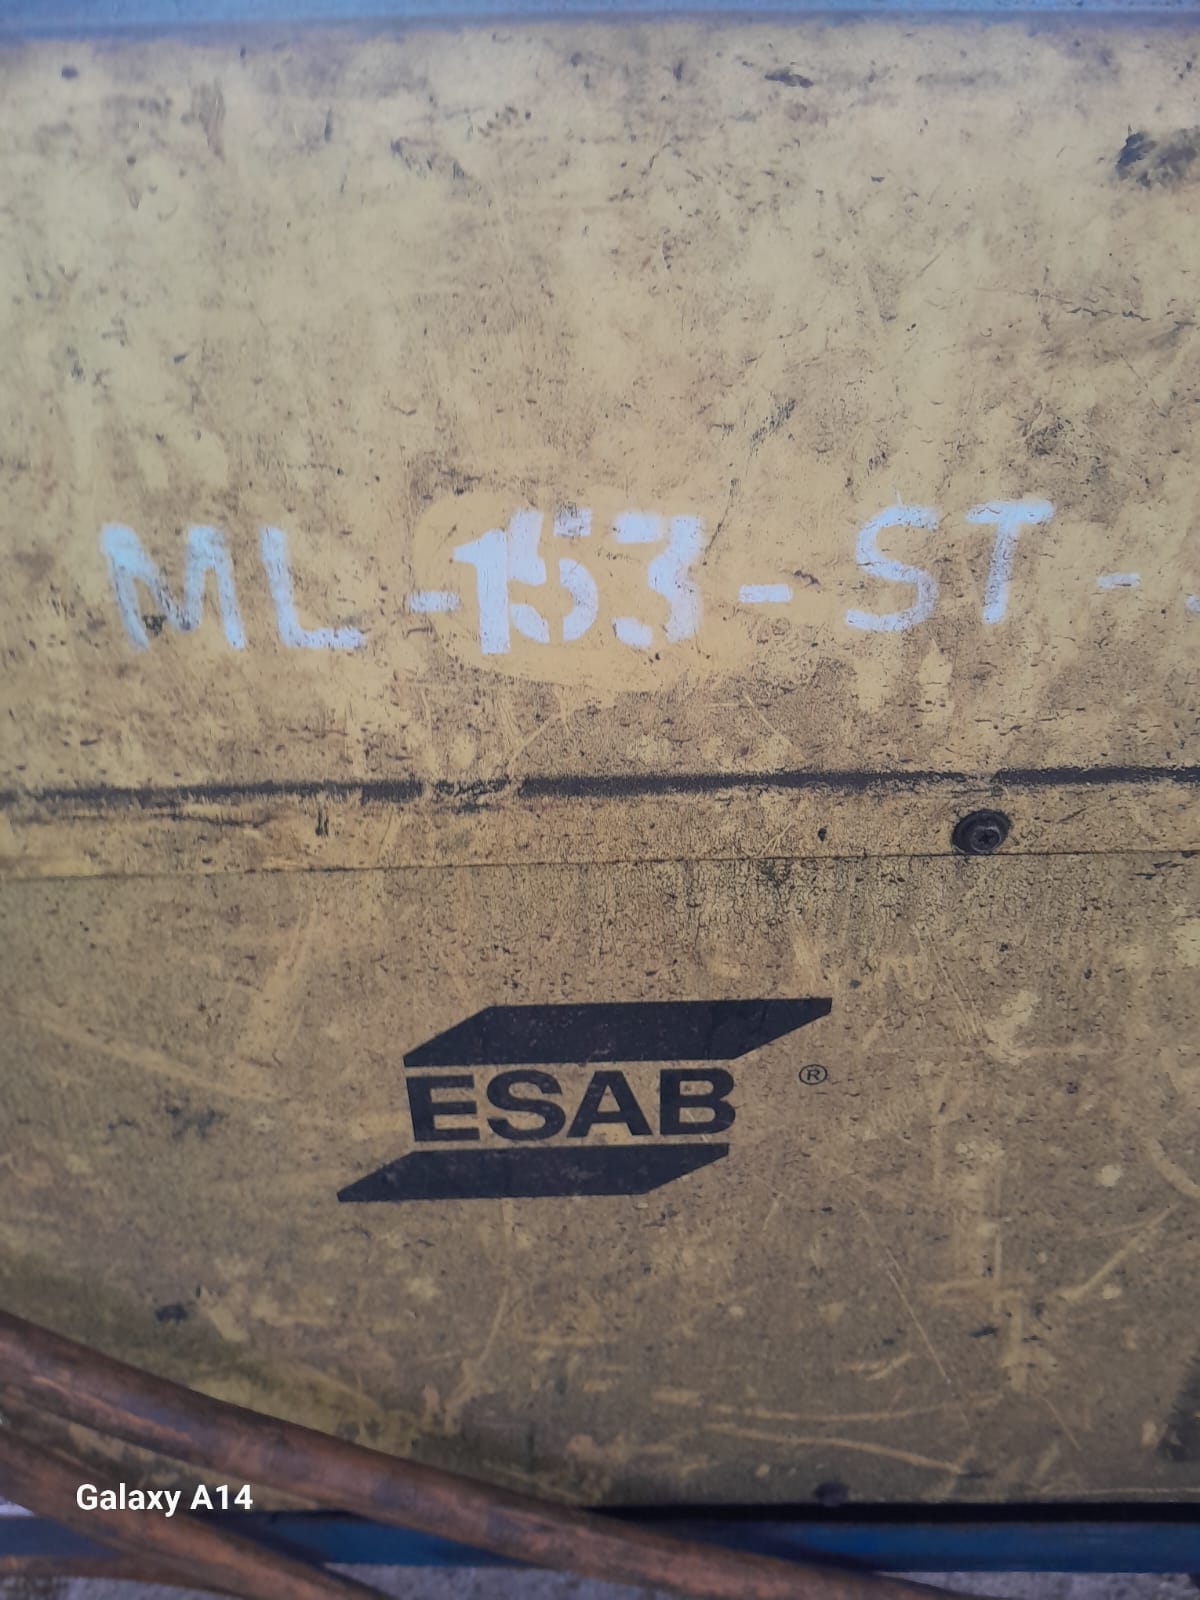 ML-153-ST-
ESAB ®
Galaxy A14